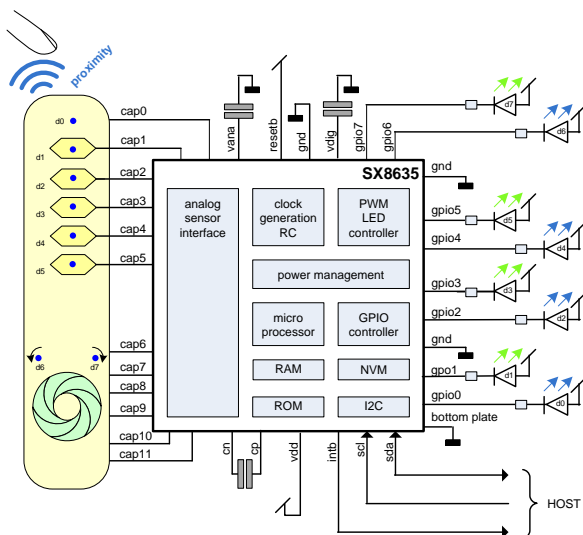 proximity
d0
d1
d2
d3
d4
d5
d6
d7
cap0
cap1
cap2
cap3
cap4
cap5
cap6
cap7
cap8
cap9
cap10
cap11
vana
resetb
gnd
vdig
gpio7
gpio6
SX8635
analog
sensor
interface
clock
generation
RC
PWM
LED
controller
power management
micro
processor
GPIO
controller
RAM
NVM
ROM
I2C
gnd
gpio5
gpio4
gpio3
gpio2
gnd
gpo1
gpio0
bottom plate
d7
d6
d5
d4
d3
d2
d1
d0
cn
cp
vdd
intb
scl
sda
HOST